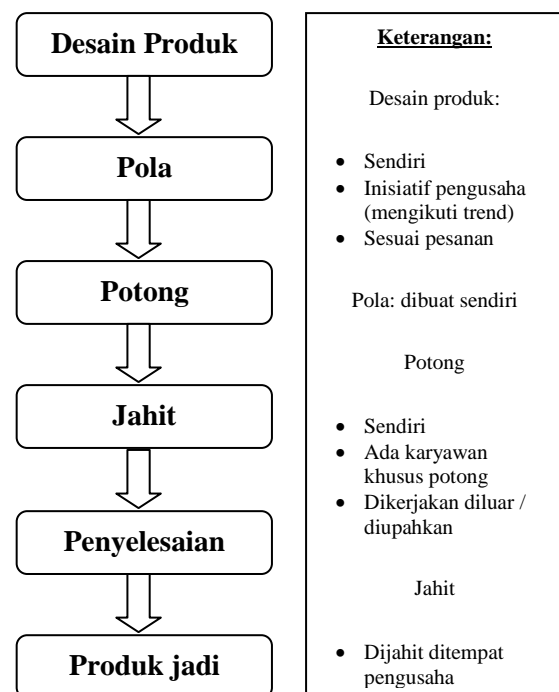 Desain Produk
Pola
Potong
Jahit
Penyelesaian
Produk jadi
Keterangan:
Desain produk:
• Sendiri
• Inisiatif pengusaha
(mengikuti trend)
• Sesuai pesanan
Pola: dibuat sendiri
Potong
• Sendiri
• Ada karyawan
khusus potong
• Dikerjakan diluar /
diupahkan
Jahit
• Dijahit ditempat
pengusaha